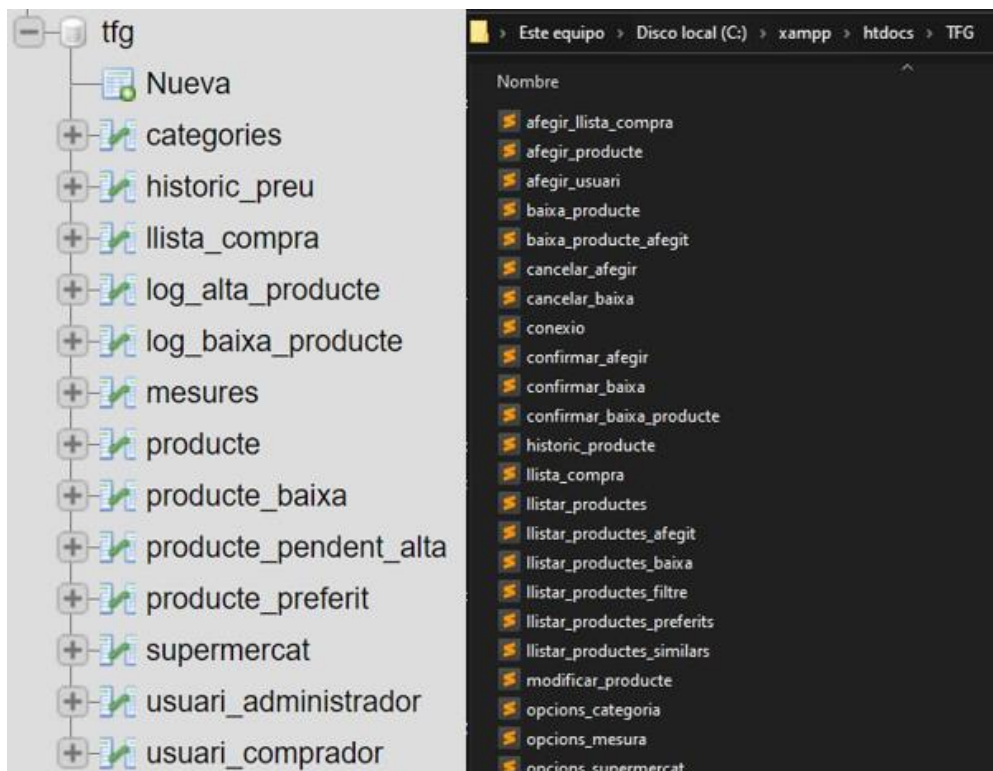 tfg
Nueva
categories
historic_preu
llista_compra
log_alta_producte
log_baixa_producte
mesures
producte
producte_baixa
producte_pendent_alta
producte_preferit
supermercat
usuari_administrador
usuari_comprador
Este equipo > Disco local (C:) > xampp > htdocs > TFG
Nombre
afegir_llista_compra
afegir_producte
afegir_usuari
baixa_producte
baixa_producte_afegit
cancelar_afegir
cancelar_baixa
conexio
confirmar_afegir
confirmar_baixa
confirmar_baixa_producte
historic_producte
llista_compra
llistar_productes
llistar_productes_afegit
llistar_productes_baixa
llistar_productes_filtre
llistar_productes_preferits
llistar_productes_similars
modificar_producte
opcions_categoria
opcions_mesura
opcions_supermercat